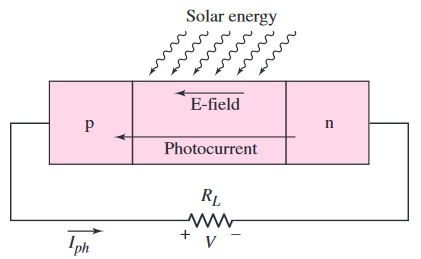 Solar energy
E-field
p
n
Photocurrent
R_L
+ V −
I_ph